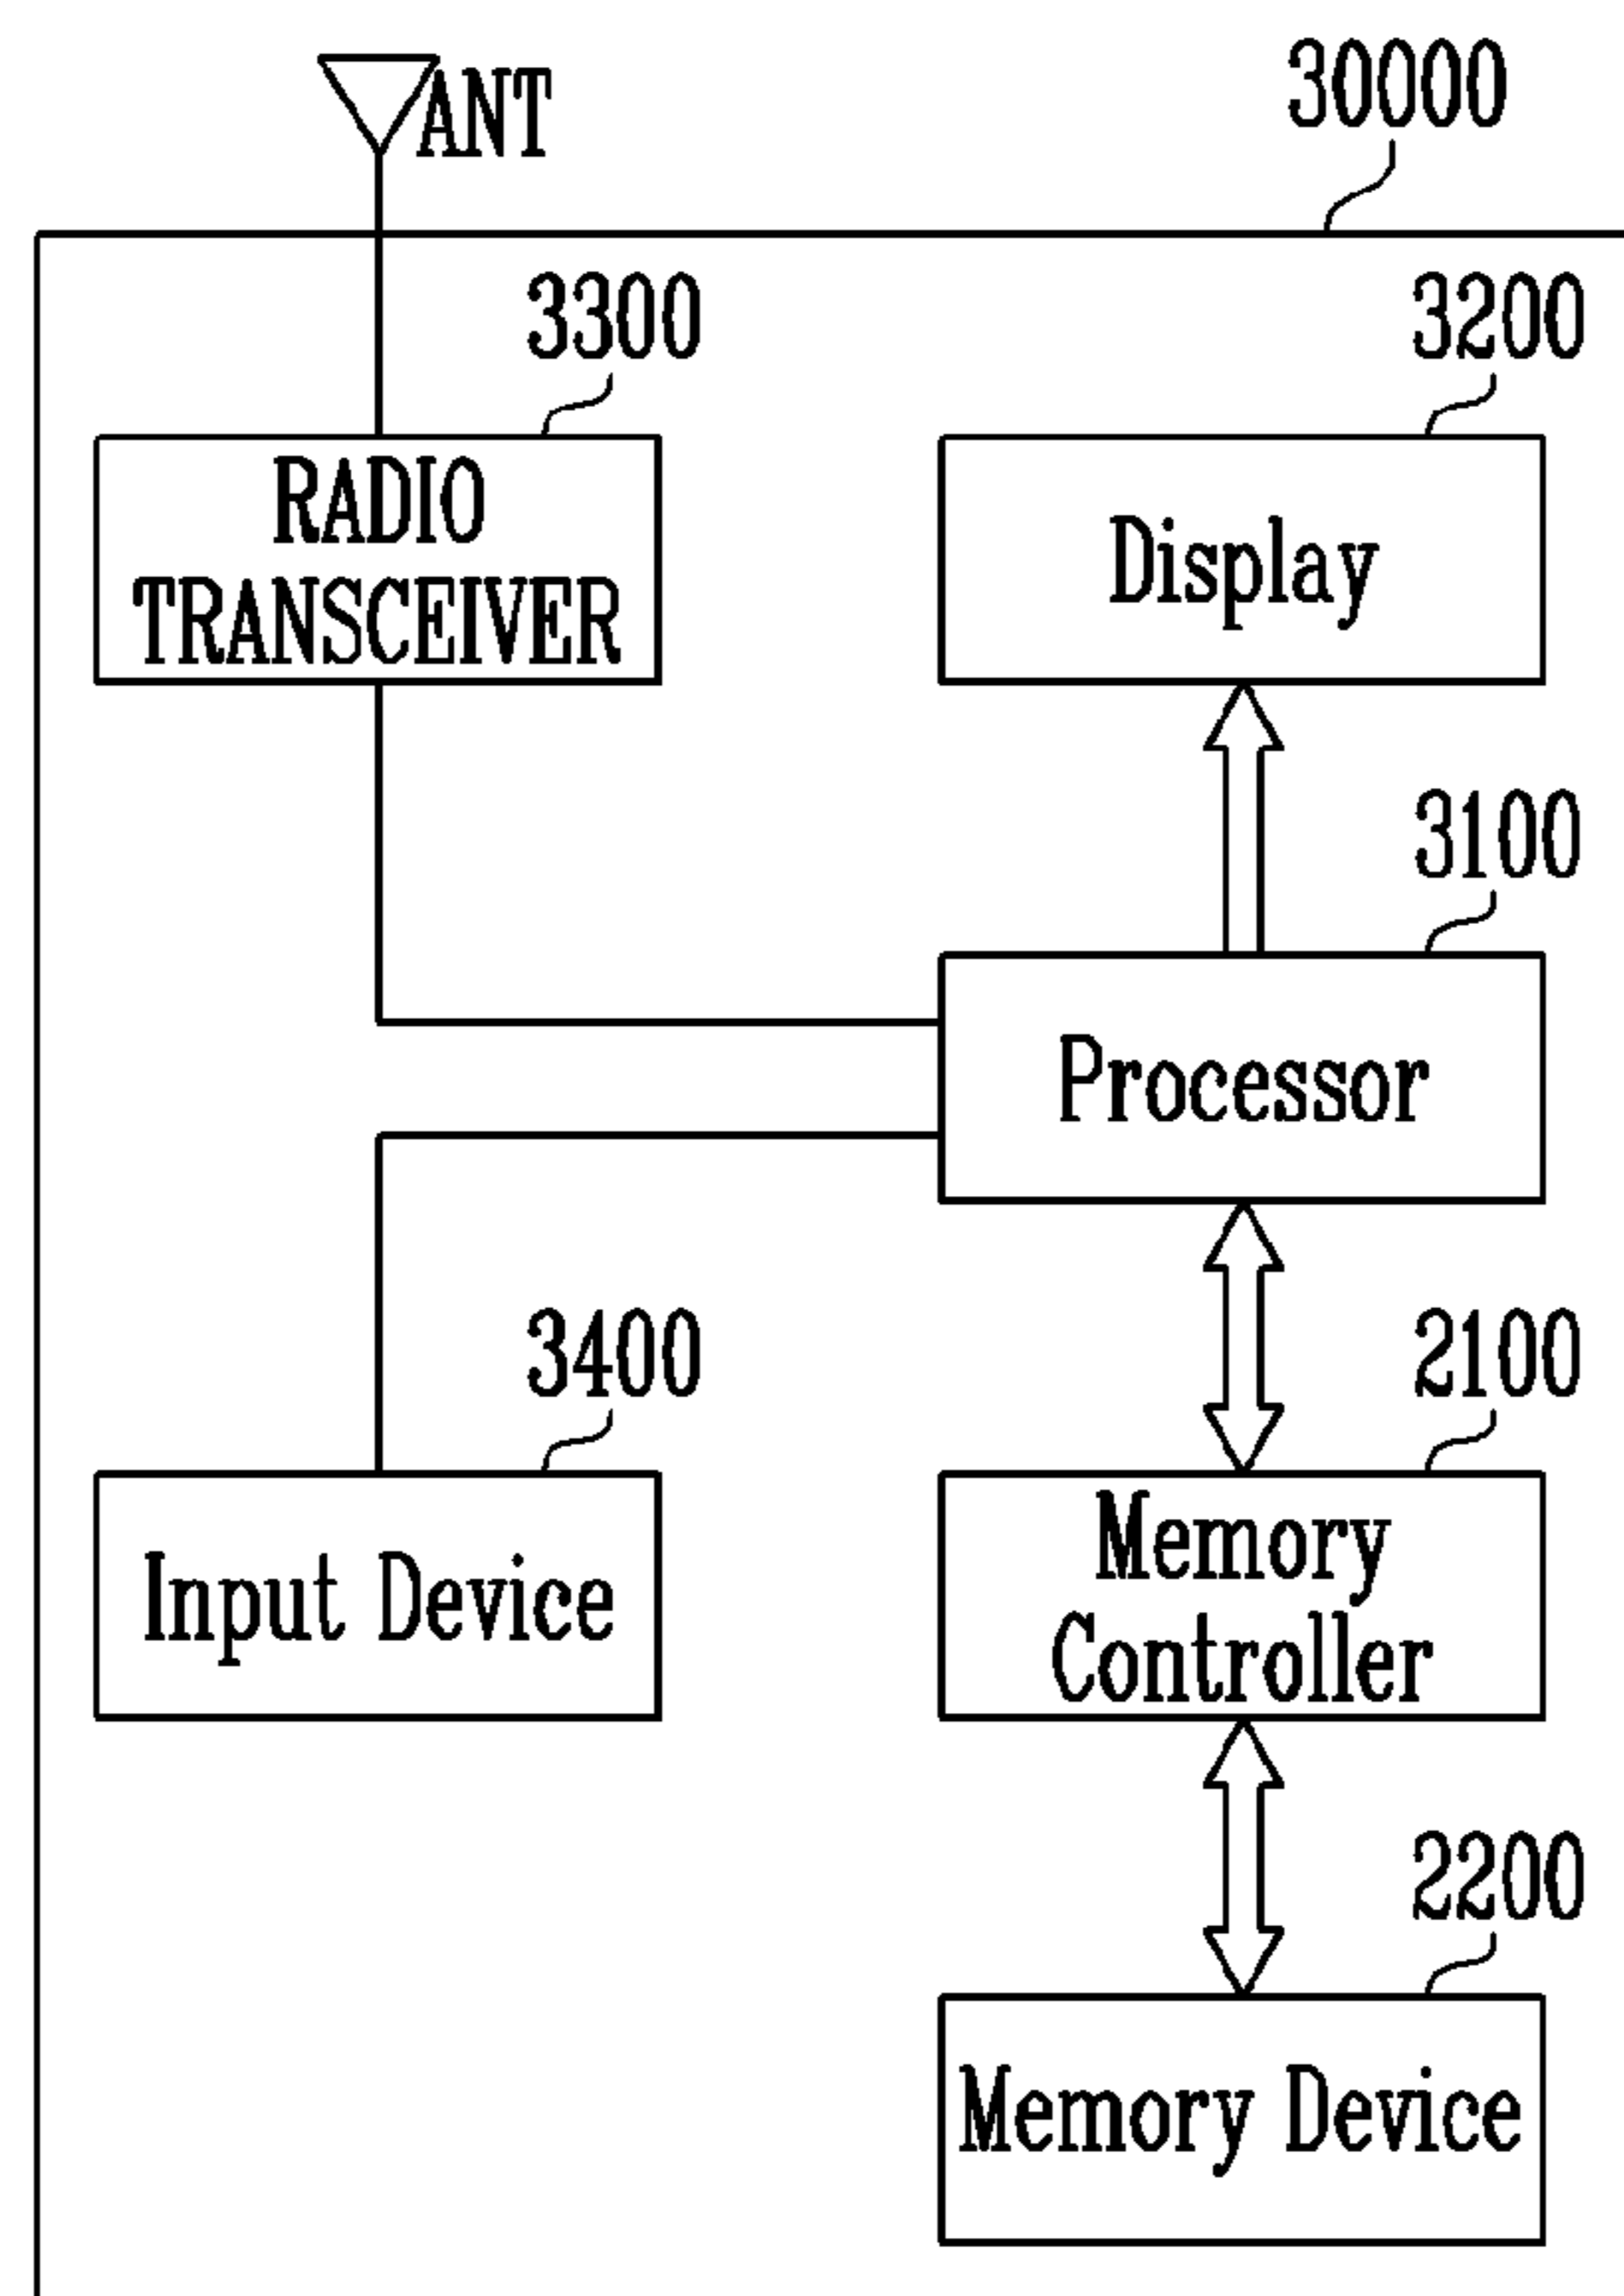 ANT
30000
3300
3200
RADIO
TRANSCEIVER
Display
3100
Processor
3400
2100
Input Device
Memory
Controller
2200
Memory Device